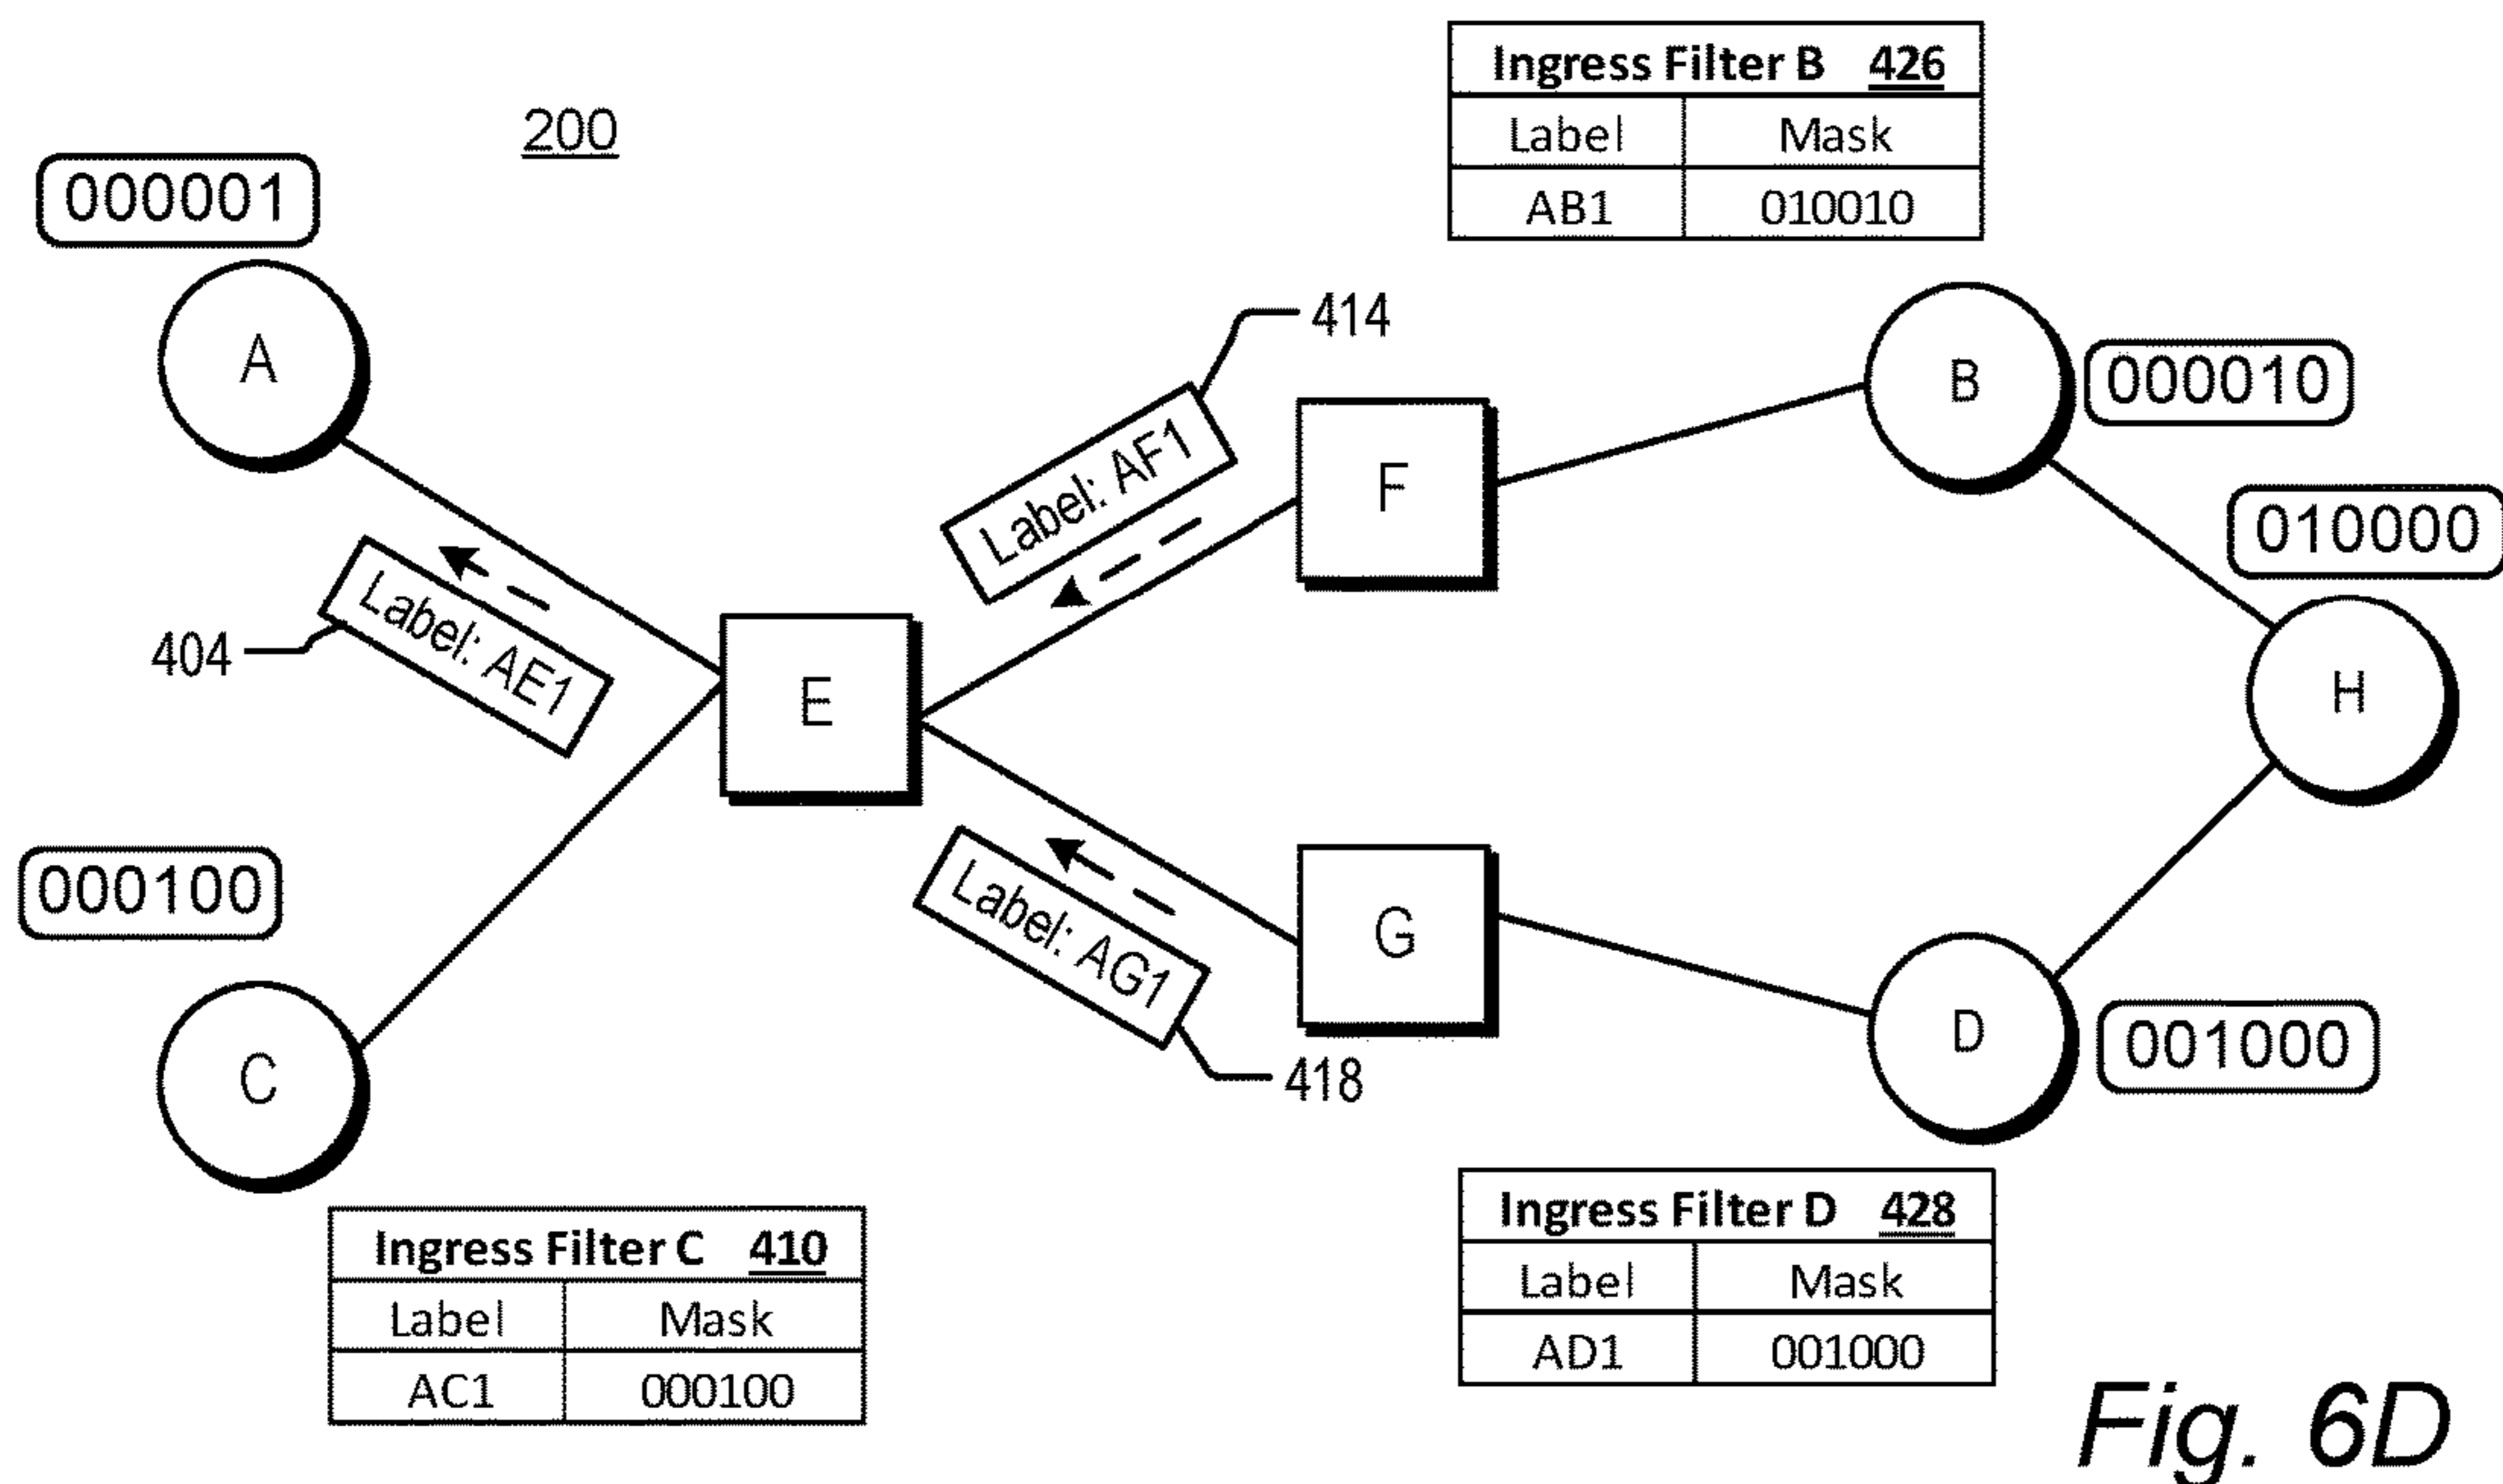 Ingress Filter B 426
Label Mask
AB1 010010
200
000001
A
414
B
000010
Label: AF1
F
010000
Label: AE1
404
E
H
000100
Label: AG1
G
C
418
D
001000
Ingress Filter C 410
Label Mask
AC1 000100
Ingress Filter D 428
Label Mask
AD1 001000
Fig. 6D